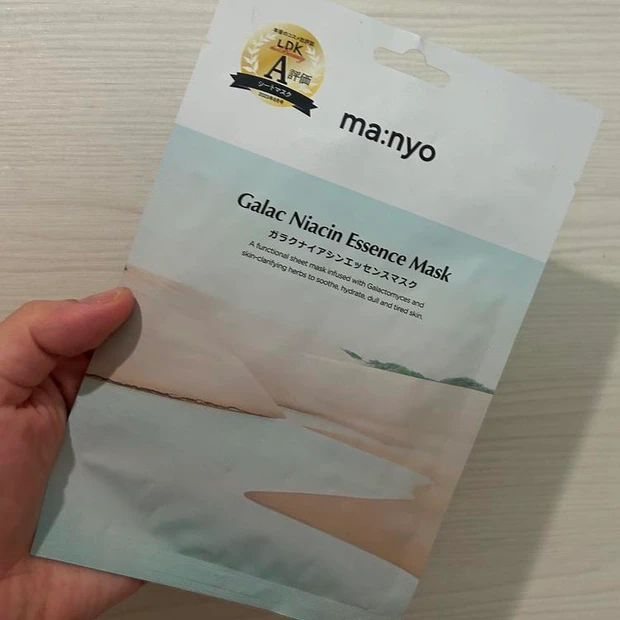 LDK
A評価
シートマスク
ma:nyo
Galac Niacin Essence Mask
ガラクナイアシンエッセンスマスク
A functional sheet mask infused with Galactomyces and
skin-clarifying herbs to soothe, hydrate, dull and tired skin.